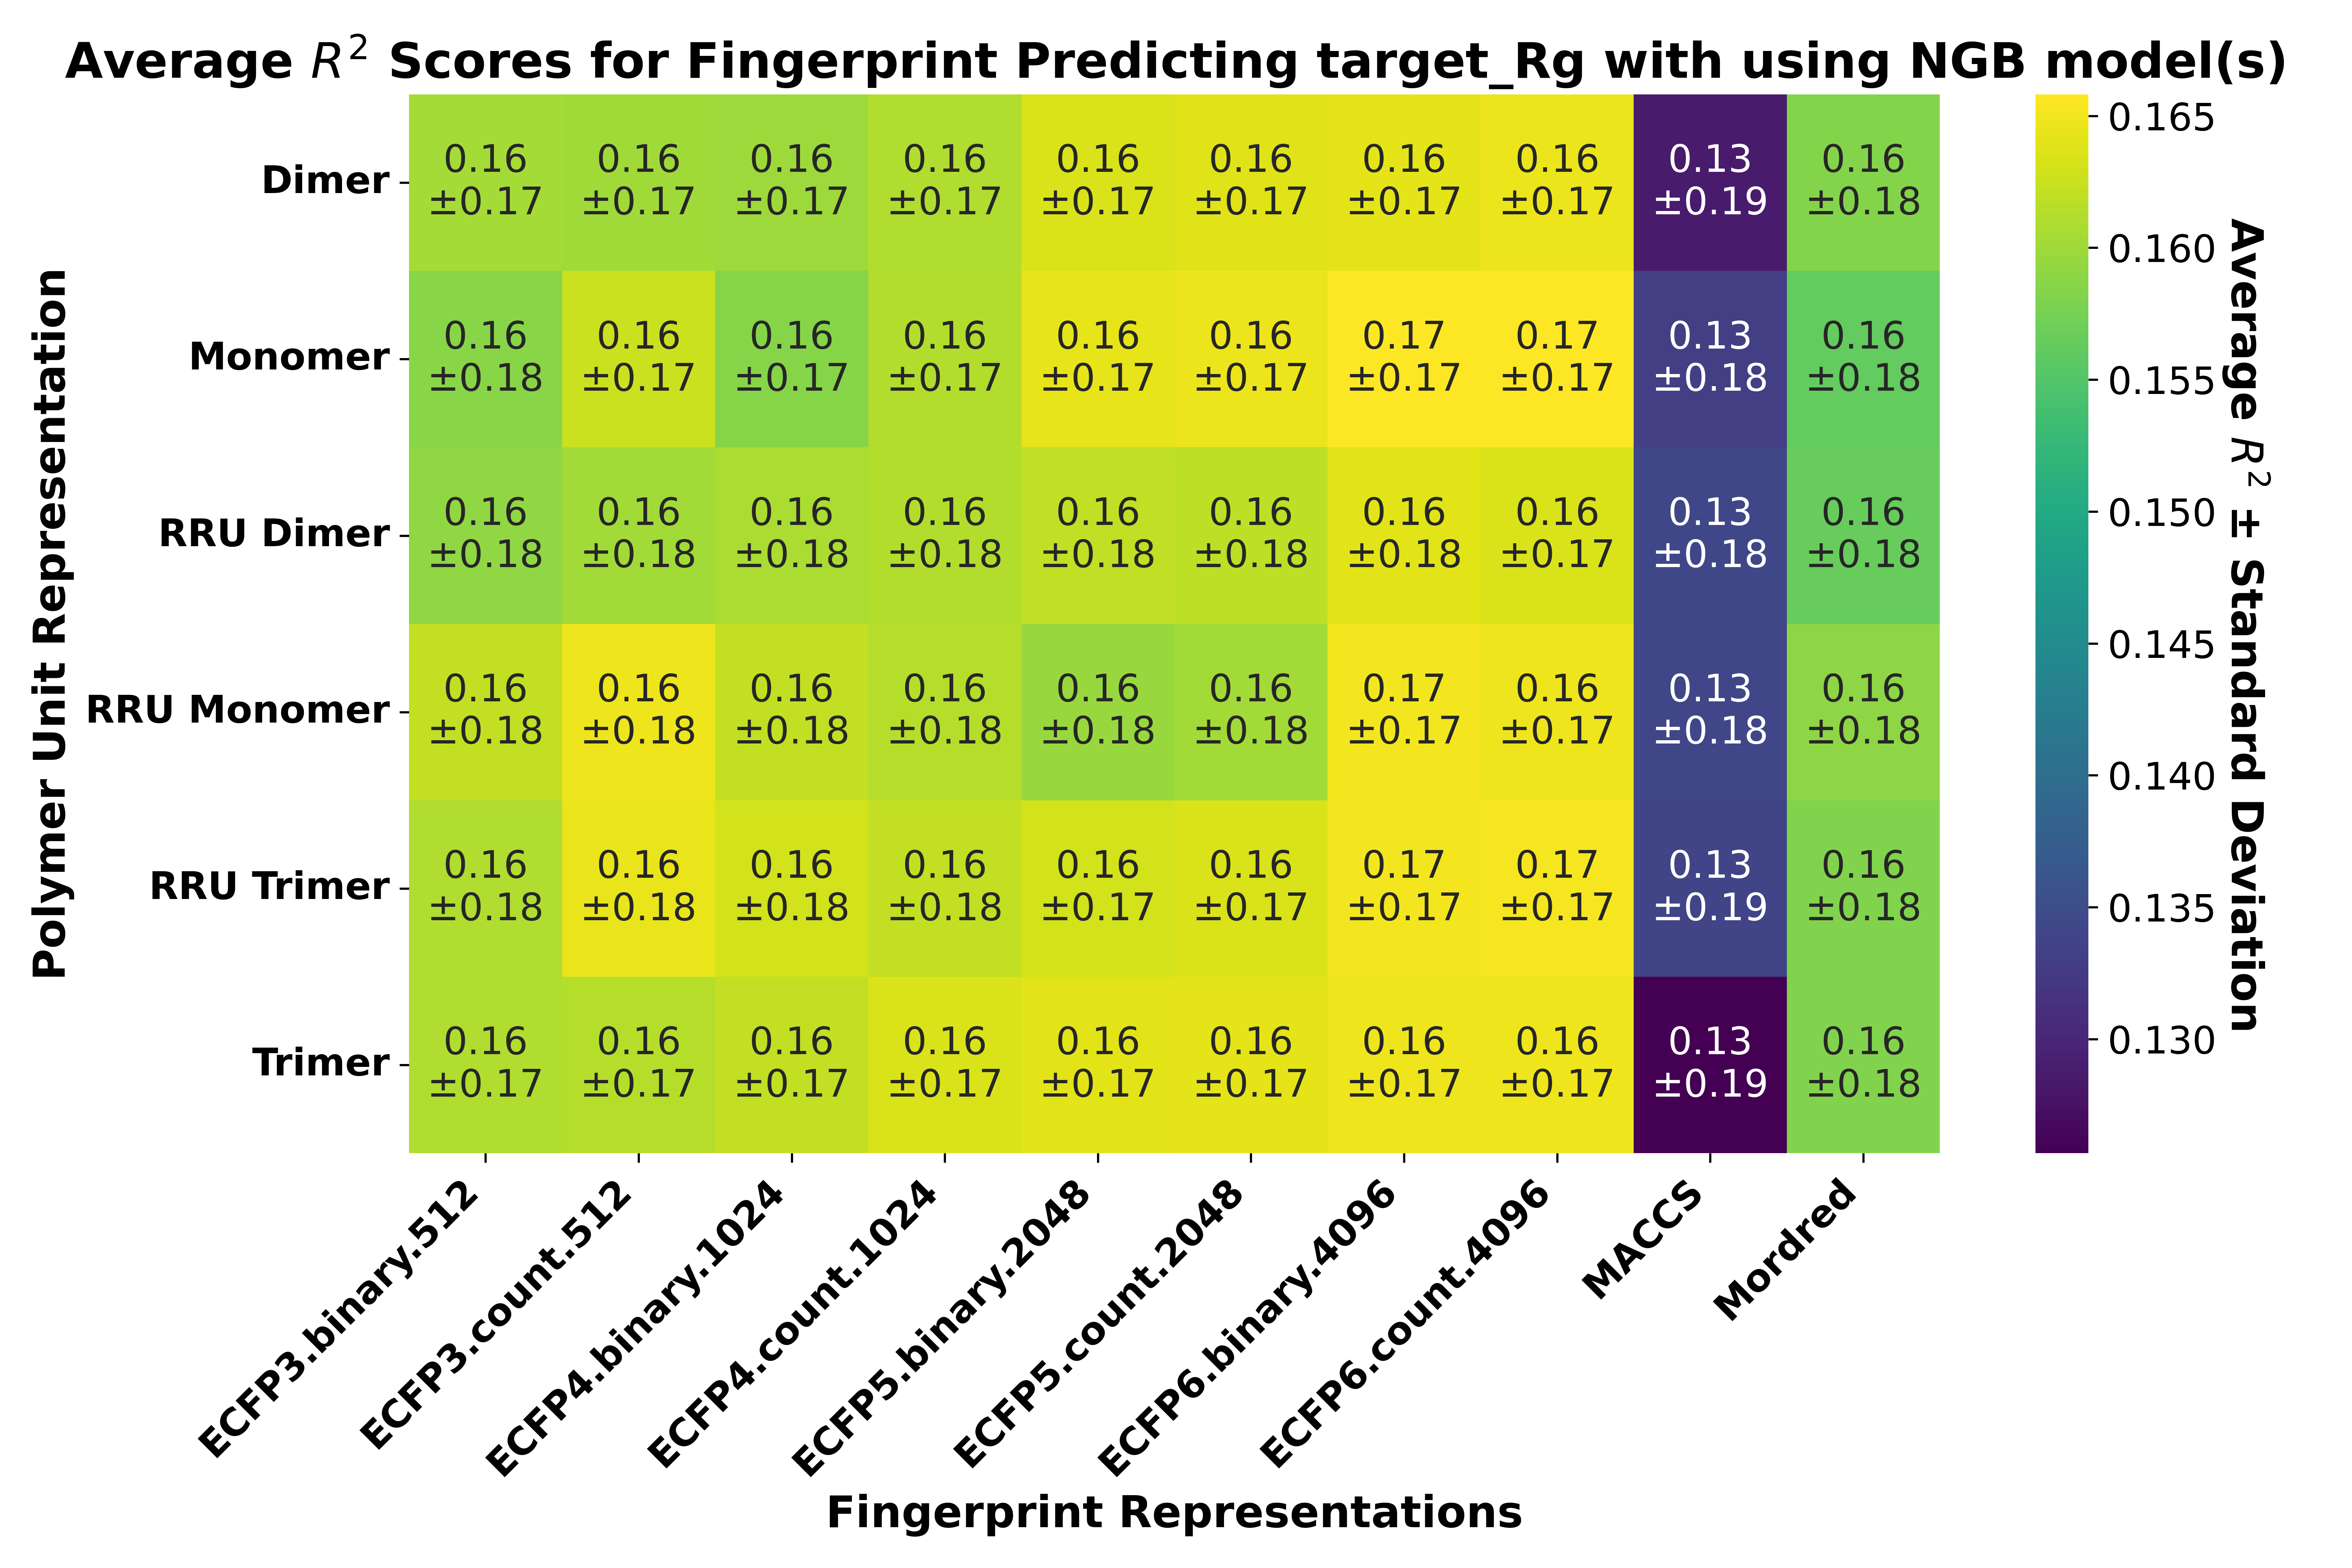 Average R² Scores for Fingerprint Predicting target_Rg with using NGB model(s)
Polymer Unit Representation
Dimer
0.16 0.16 0.16 0.16 0.16 0.16 0.16 0.16 0.13 0.16
±0.17 ±0.17 ±0.17 ±0.17 ±0.17 ±0.17 ±0.17 ±0.17 ±0.19 ±0.18
Monomer
0.16 0.16 0.16 0.16 0.16 0.16 0.17 0.17 0.13 0.16
±0.18 ±0.17 ±0.17 ±0.17 ±0.17 ±0.17 ±0.17 ±0.17 ±0.18 ±0.18
RRU Dimer
0.16 0.16 0.16 0.16 0.16 0.16 0.16 0.16 0.13 0.16
±0.18 ±0.18 ±0.18 ±0.18 ±0.18 ±0.18 ±0.18 ±0.17 ±0.18 ±0.18
RRU Monomer
0.16 0.16 0.16 0.16 0.16 0.16 0.17 0.16 0.13 0.16
±0.18 ±0.18 ±0.18 ±0.18 ±0.18 ±0.18 ±0.17 ±0.17 ±0.18 ±0.18
RRU Trimer
0.16 0.16 0.16 0.16 0.16 0.16 0.17 0.17 0.13 0.16
±0.18 ±0.18 ±0.18 ±0.18 ±0.17 ±0.17 ±0.17 ±0.17 ±0.19 ±0.18
Trimer
0.16 0.16 0.16 0.16 0.16 0.16 0.16 0.16 0.13 0.16
±0.17 ±0.17 ±0.17 ±0.17 ±0.17 ±0.17 ±0.17 ±0.17 ±0.19 ±0.18
ECFP3.binary.512
ECFP3.count.512
ECFP4.binary.1024
ECFP4.count.1024
ECFP5.binary.2048
ECFP5.count.2048
ECFP6.binary.4096
ECFP6.count.4096
MACCS
Mordred
Fingerprint Representations
0.165
0.160
0.155
0.150
0.145
0.140
0.135
0.130
Average R² ± Standard Deviation